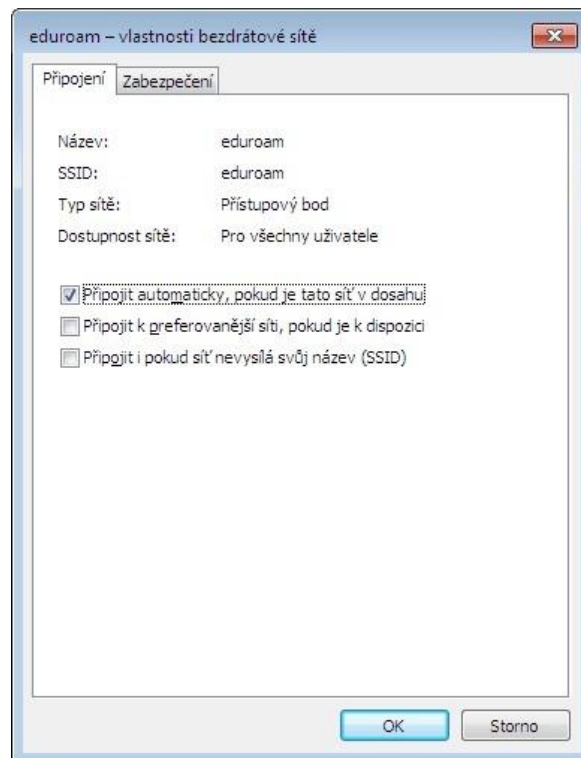 eduroam – vlastnosti bezdrátové sítě
Připojení Zabezpečení
Název: eduroam
SSID: eduroam
Typ sítě: Přístupový bod
Dostupnost sítě: Pro všechny uživatele
Připojit automaticky, pokud je tato síť v dosahu
Připojit k preferovanější síti, pokud je k dispozici
Připojit i pokud síť nevysílá svůj název (SSID)
OK Storno